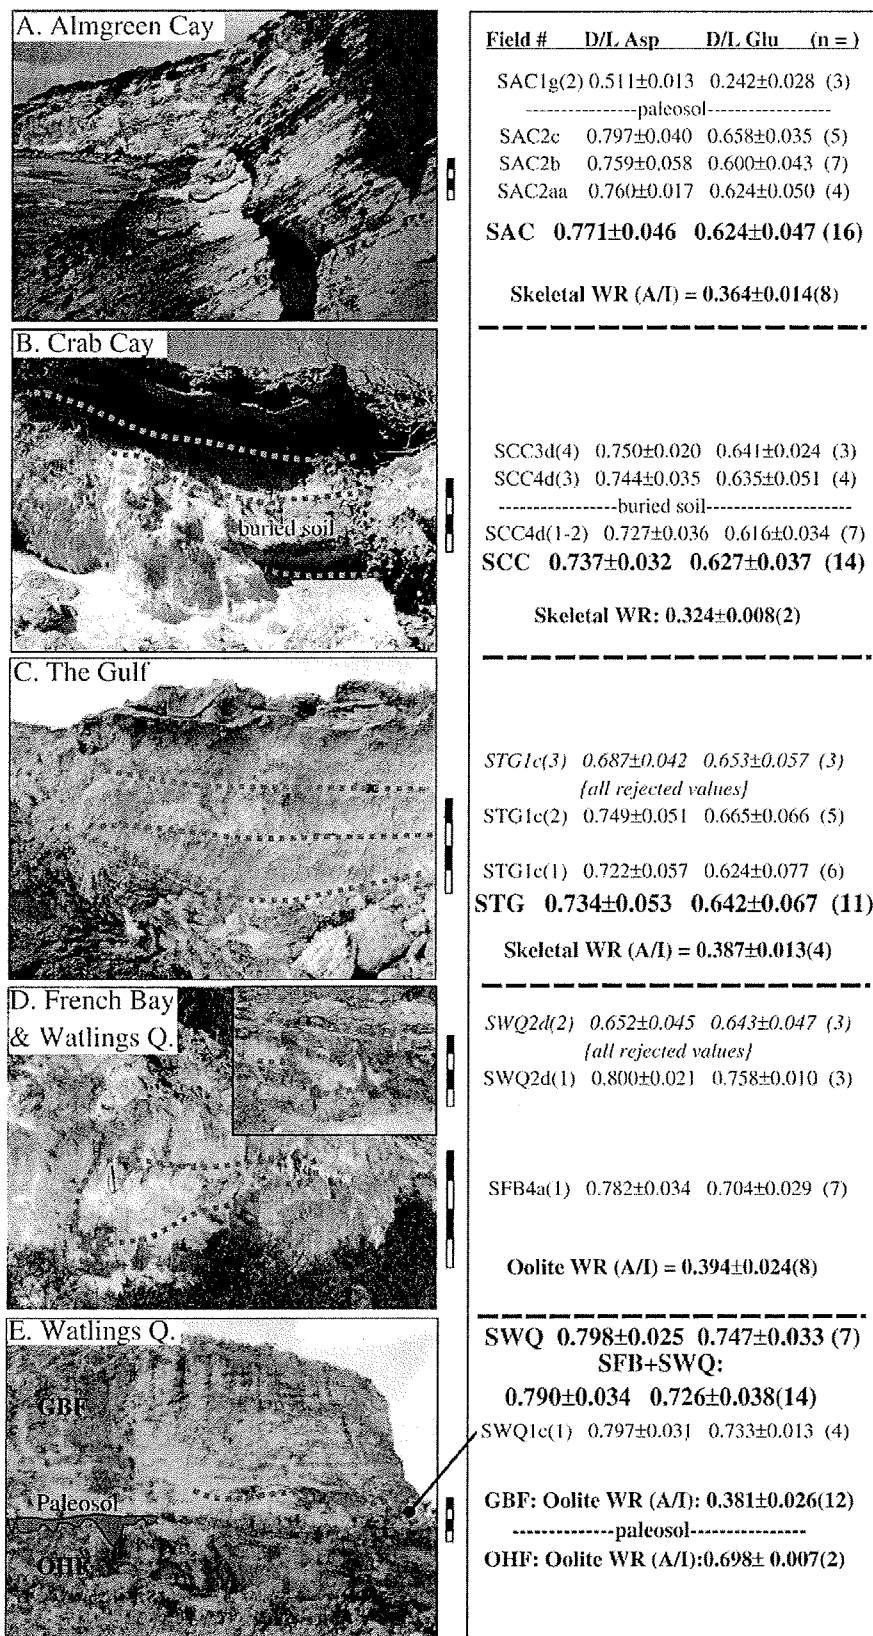 A. Almgreen Cay
Field # D/L Asp D/L Glu (n = )
SAC1g(2) 0.511±0.013 0.242±0.028 (3)
----------------paleosol-----------------
SAC2c 0.797±0.040 0.658±0.035 (5)
SAC2b 0.759±0.058 0.600±0.043 (7)
SAC2aa 0.760±0.017 0.624±0.050 (4)
SAC 0.771±0.046 0.624±0.047 (16)
Skeletal WR (A/I) = 0.364±0.014(8)
B. Crab Cay
buried soil
SCC3d(4) 0.750±0.020 0.641±0.024 (3)
SCC4d(3) 0.744±0.035 0.635±0.051 (4)
-----------------buried soil---------------------
SCC4d(1-2) 0.727±0.036 0.616±0.034 (7)
SCC 0.737±0.032 0.627±0.037 (14)
Skeletal WR: 0.324±0.008(2)
C. The Gulf
STG1c(3) 0.687±0.042 0.653±0.057 (3)
{all rejected values}
STG1c(2) 0.749±0.051 0.665±0.066 (5)
STG1c(1) 0.722±0.057 0.624±0.077 (6)
STG 0.734±0.053 0.642±0.067 (11)
Skeletal WR (A/I) = 0.387±0.013(4)
D. French Bay
& Watlings Q.
SWQ2d(2) 0.652±0.045 0.643±0.047 (3)
{all rejected values}
SWQ2d(1) 0.800±0.021 0.758±0.010 (3)
SFB4a(1) 0.782±0.034 0.704±0.029 (7)
Oolite WR (A/I) = 0.394±0.024(8)
E. Watlings Q.
GBF
Paleosol
OHF
SWQ 0.798±0.025 0.747±0.033 (7)
SFB+SWQ:
0.790±0.034 0.726±0.038(14)
SWQ1c(1) 0.797±0.031 0.733±0.013 (4)
GBF: Oolite WR (A/I): 0.381±0.026(12)
--------------paleosol----------------
OHF: Oolite WR (A/I):0.698± 0.007(2)